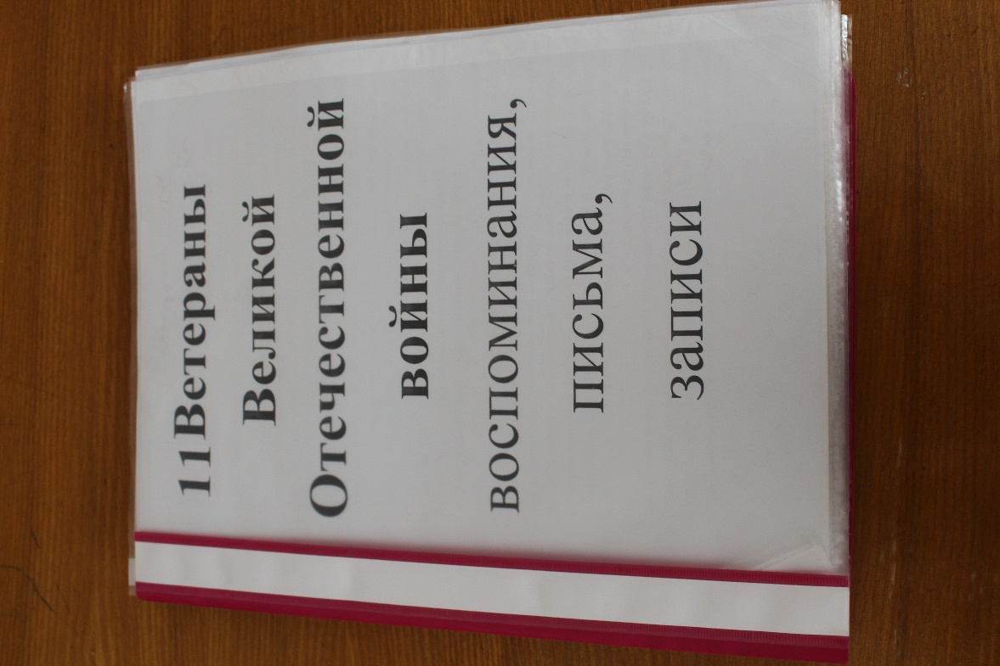 11Ветераны
Великой
Отечественной
войны
воспоминания,
письма,
записи